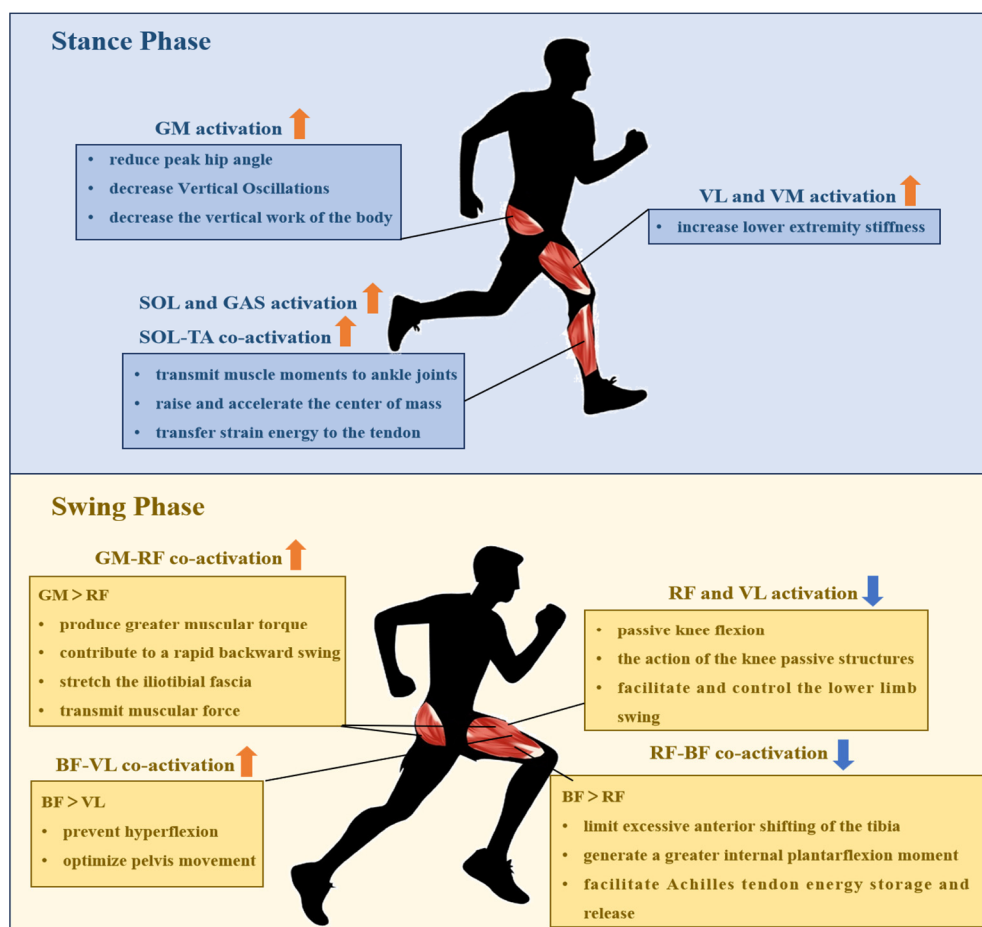 Stance Phase
GM activation
• reduce peak hip angle
• decrease Vertical Oscillations
• decrease the vertical work of the body
VL and VM activation
• increase lower extremity stiffness
SOL and GAS activation
SOL-TA co-activation
• transmit muscle moments to ankle joints
• raise and accelerate the center of mass
• transfer strain energy to the tendon
Swing Phase
GM-RF co-activation
GM > RF
• produce greater muscular torque
• contribute to a rapid backward swing
• stretch the iliotibial fascia
• transmit muscular force
RF and VL activation
• passive knee flexion
• the action of the knee passive structures
• facilitate and control the lower limb
swing
BF-VL co-activation
BF > VL
• prevent hyperflexion
• optimize pelvis movement
RF-BF co-activation
BF > RF
• limit excessive anterior shifting of the tibia
• generate a greater internal plantarflexion moment
• facilitate Achilles tendon energy storage and
release